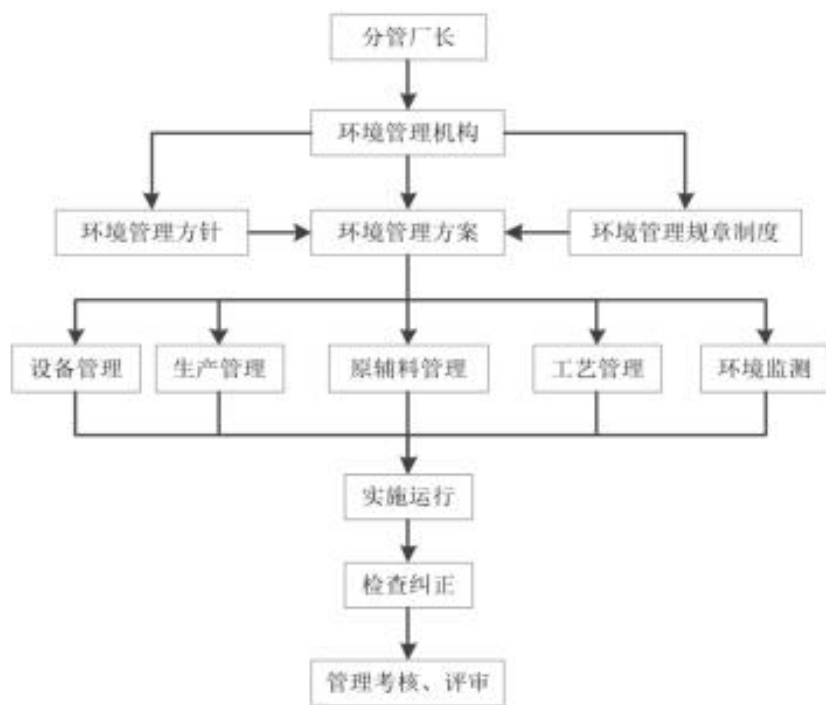 分管厂长
环境管理机构
环境管理方针
环境管理方案
环境管理规章制度
设备管理
生产管理
原辅料管理
工艺管理
环境监测
实施运行
检查纠正
管理考核、评审